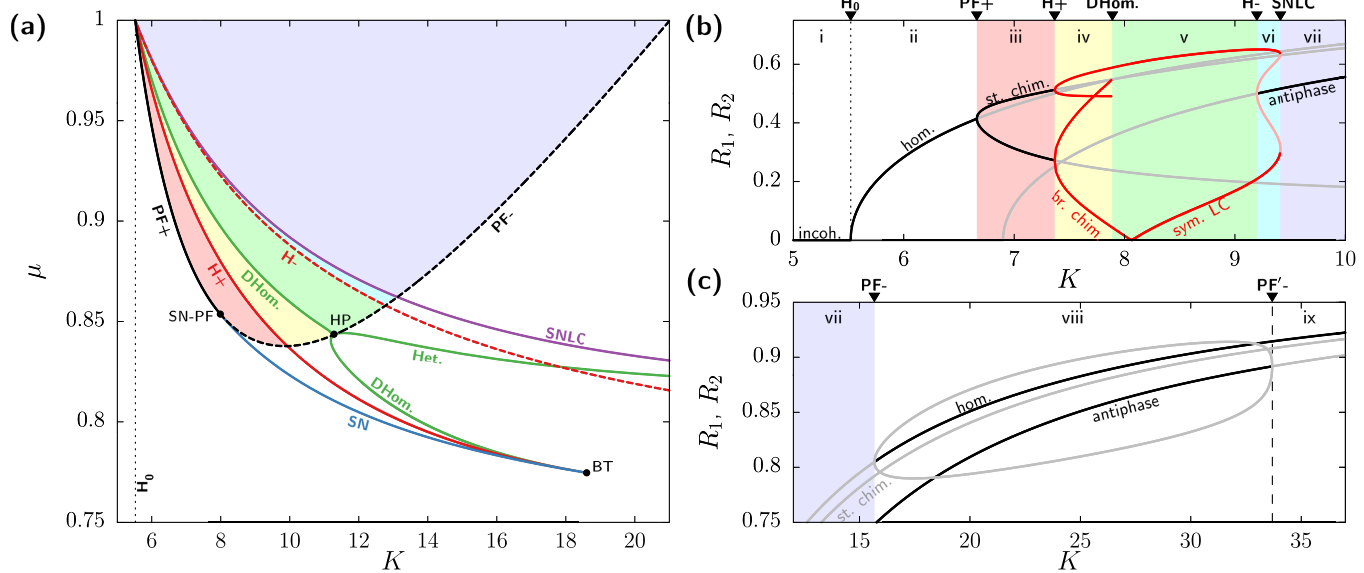 (a)
1
0.95
0.9
0.85
0.8
0.75
μ
6
8
10
12
14
16
18
20
K
PF+
H+
DHom.
H-
PF-
SN-PF
HP
SNLC
Het.
DHom.
SN
BT
H0
(b)
H0
PF+
H+
DHom.
H-
SNLC
i
ii
iii
iv
v
vi
vii
0.6
0.4
0.2
0
R1, R2
incoh.
hom.
st. chim.
br. chim.
sym. LC
antiphase
5
6
7
8
9
10
K
(c)
PF-
PF′-
vii
viii
ix
0.95
0.9
0.85
0.8
0.75
R1, R2
hom.
antiphase
st. chim.
15
20
25
30
35
K